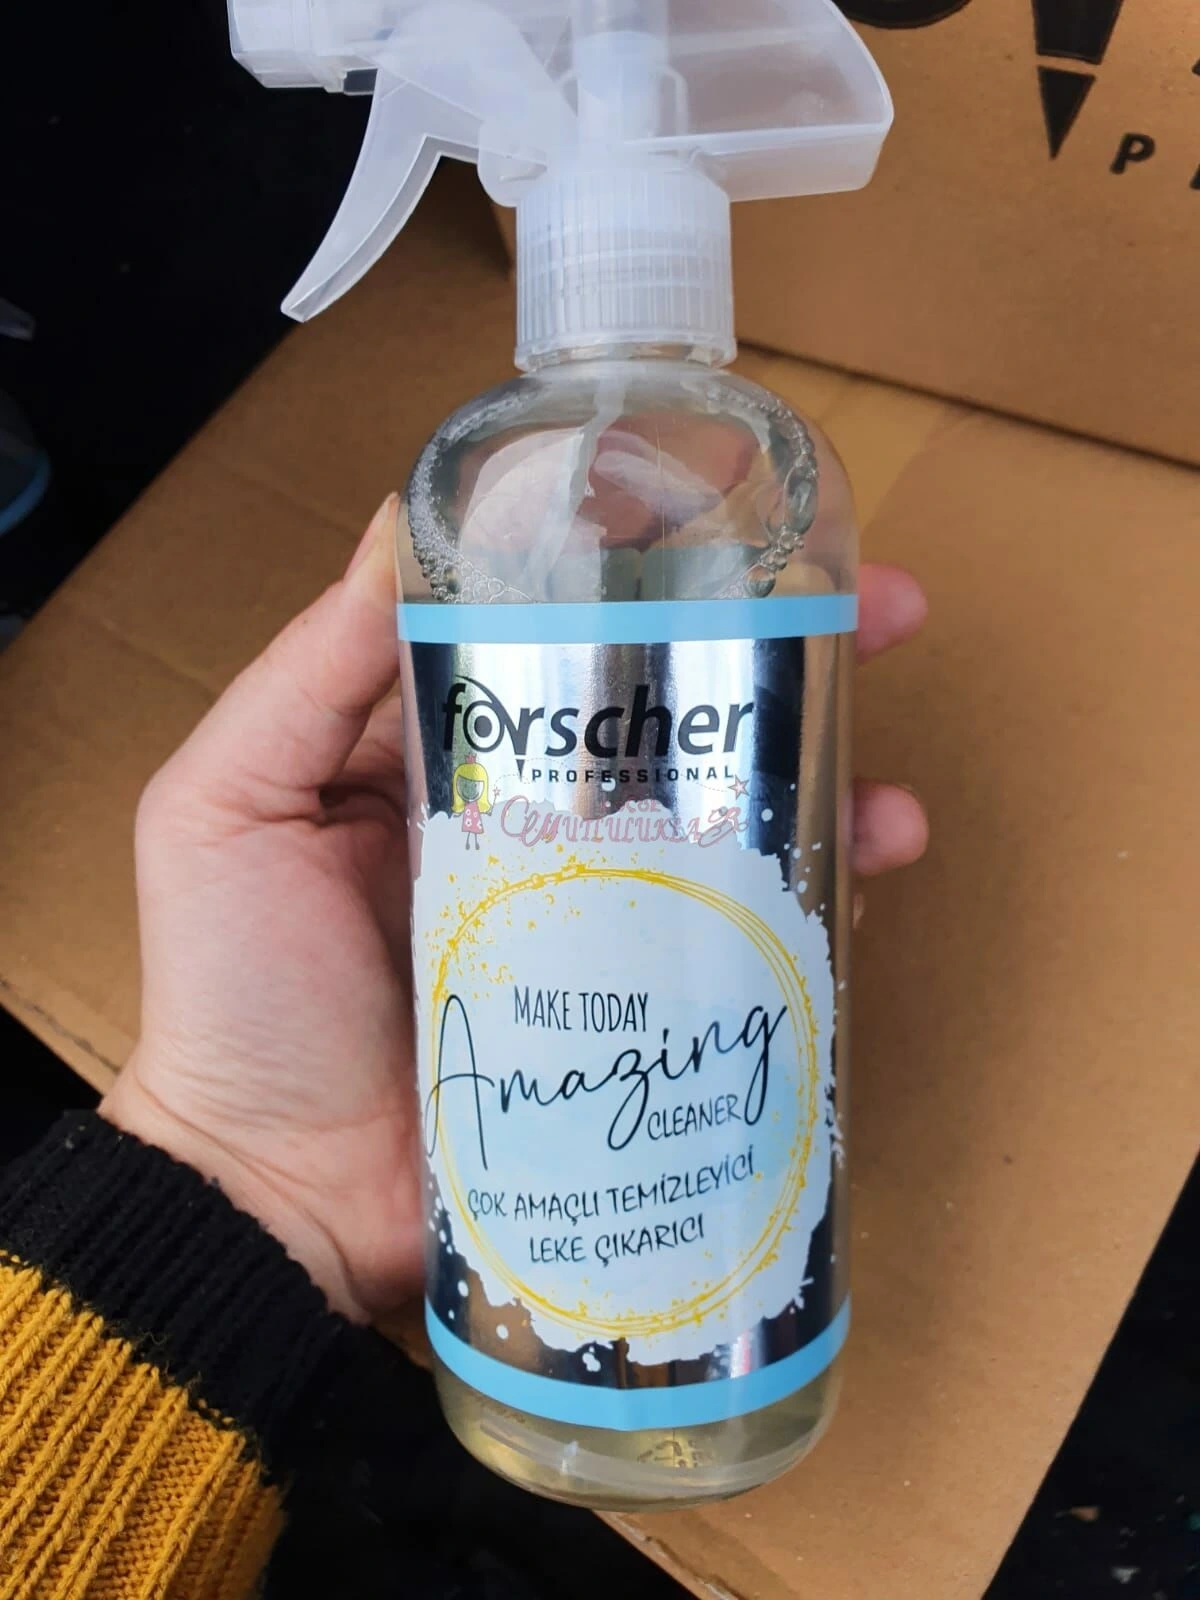 P
forscher
PROFESSIONAL
MAKE TODAY
Amazing
CLEANER
ÇOK AMAÇLI TEMİZLEYİCİ
LEKE ÇIKARICI